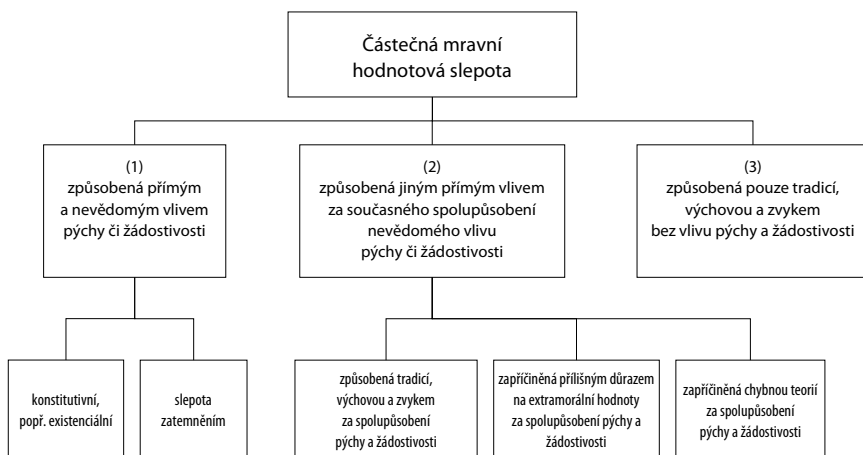 Částečná mravní
hodnotová slepota
(1)
způsobená přímým
a nevědomým vlivem
pýchy či žádostivosti
(2)
způsobená jiným přímým vlivem
za současného spolupůsobení
nevědomého vlivu
pýchy či žádostivosti
(3)
způsobená pouze tradicí,
výchovou a zvykem
bez vlivu pýchy a žádostivosti
konstitutivní,
popř. existenciální
slepota
zatemněním
způsobená tradicí,
výchovou a zvykem
za spolupůsobení
pýchy a žádostivosti
zapříčiněná přílišným důrazem
na extramorální hodnoty
za spolupůsobení pýchy a
žádostivosti
zapříčiněná chybnou teorií
za spolupůsobení
pýchy a žádostivosti